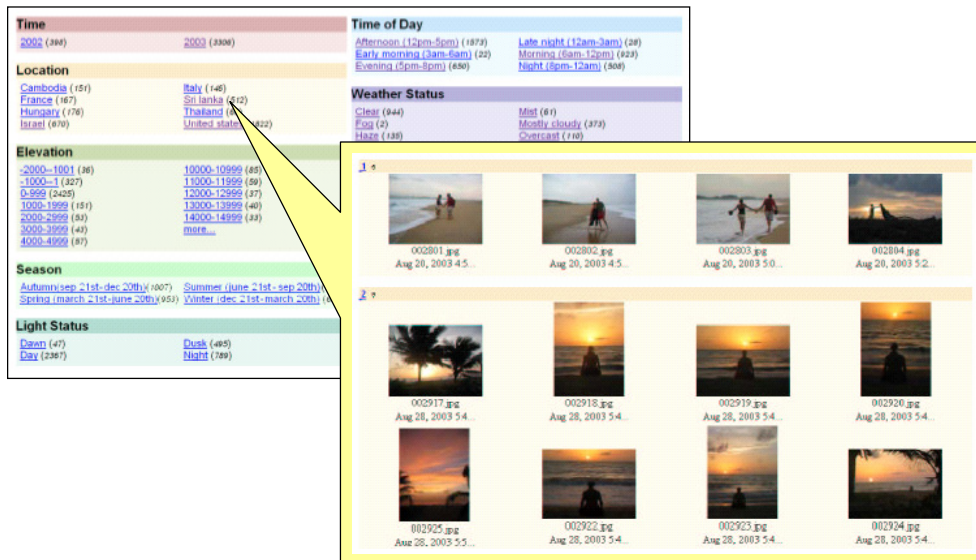 Time
2002 (398) 2003 (3306)
Location
Cambodia (151) Italy (146)
France (167) Sri lanka (512)
Hungary (176) Thailand
Israel (670) United states
Elevation
-2000--1001 (36) 10000-10999 (85)
-1000--1 (327) 11000-11999 (59)
0-999 (2425) 12000-12999 (37)
1000-1999 (151) 13000-13999 (40)
2000-2999 (53) 14000-14999 (33)
3000-3999 (43) more...
4000-4999 (57)
Season
Autumn(sep 21st- dec 20th)(1007) Summer (june 21st - sep 20th)
Spring (march 21st-june 20th)(953) Winter (dec 21st-march 20th)
Light Status
Dawn (47) Dusk (495)
Day (2367) Night (789)
Time of Day
Afternoon (12pm-5pm) (1573) Late night (12am-3am) (28)
Early morning (3am-6am) (22) Morning (6am-12pm) (923)
Evening (5pm-8pm) (650) Night (8pm-12am) (508)
Weather Status
Clear (944) Mist (61)
Fog (2) Mostly cloudy (373)
Haze (135) Overcast (110)
1 ?
002801.jpg 002802.jpg 002803.jpg 002804.jpg
Aug 20, 2003 4:5... Aug 20, 2003 4:5... Aug 20, 2003 5:0... Aug 20, 2003 5:2...
2 ?
002917.jpg 002918.jpg 002919.jpg 002920.jpg
Aug 28, 2003 5:4... Aug 28, 2003 5:4... Aug 28, 2003 5:4... Aug 28, 2003 5:4...
002925.jpg 002922.jpg 002923.jpg 002924.jpg
Aug 28, 2003 5:5... Aug 28, 2003 5:4... Aug 28, 2003 5:4... Aug 28, 2003 5:4...